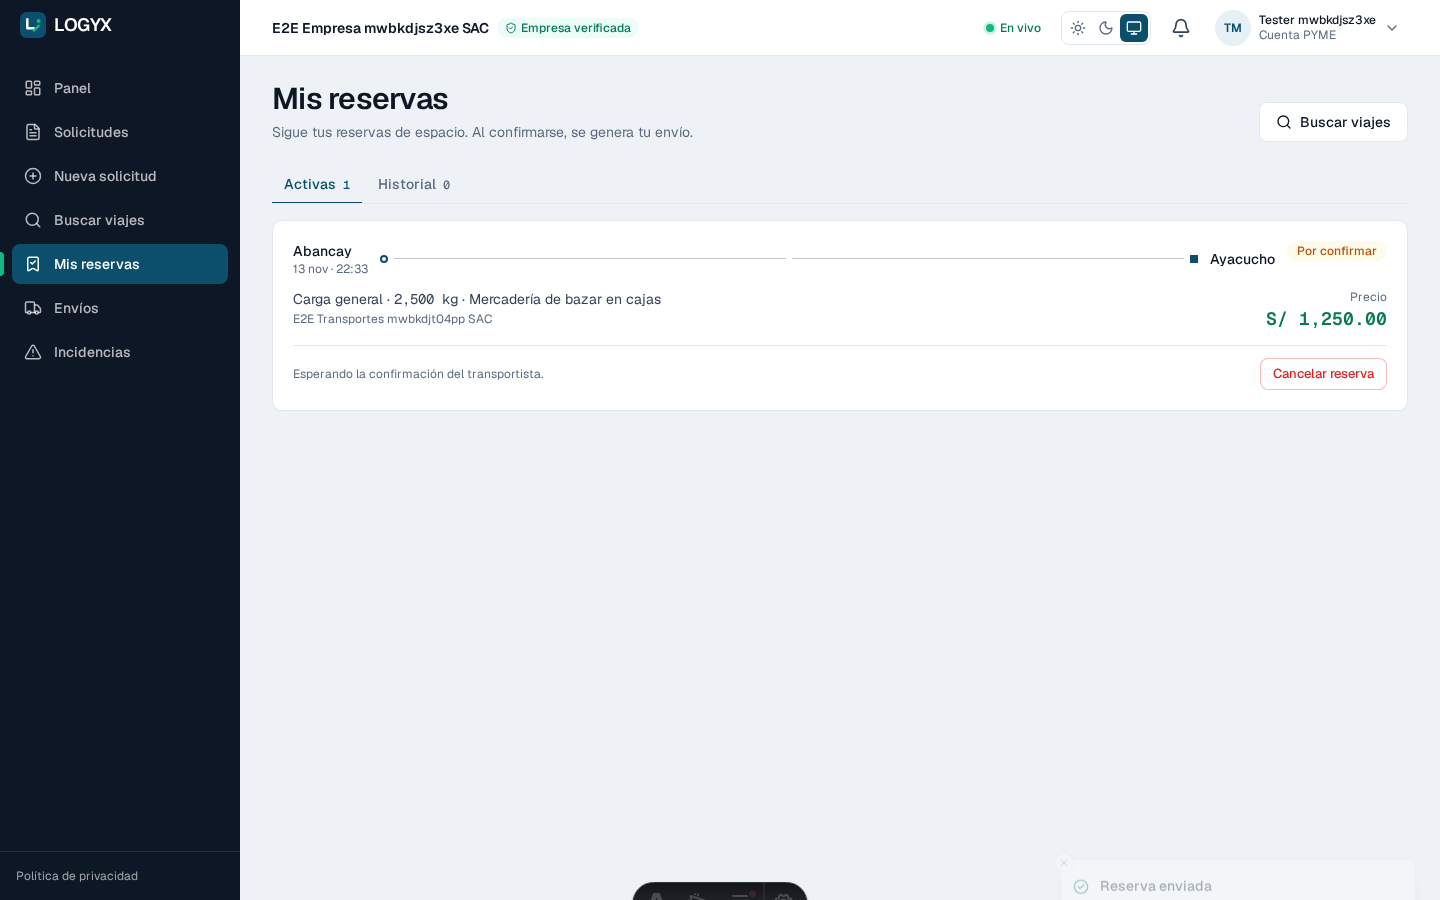 LOGYX
Panel
Solicitudes
Nueva solicitud
Buscar viajes
Mis reservas
Envíos
Incidencias
Política de privacidad
E2E Empresa mwbkdjsz3xe SAC
Empresa verificada
En vivo
TM
Tester mwbkdjsz3xe
Cuenta PYME
Mis reservas
Sigue tus reservas de espacio. Al confirmarse, se genera tu envío.
Buscar viajes
Activas 1
Historial 0
Abancay
13 nov · 22:33
Ayacucho
Por confirmar
Carga general · 2,500 kg · Mercadería de bazar en cajas
E2E Transportes mwbkdjt04pp SAC
Precio
S/ 1,250.00
Esperando la confirmación del transportista.
Cancelar reserva
Reserva enviada